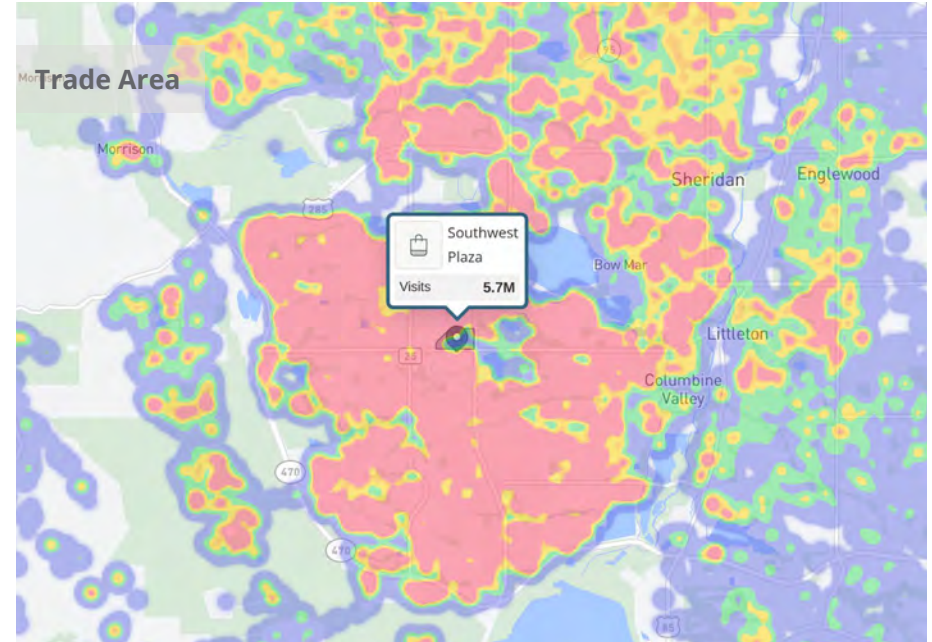 95
Trade Area
Morrison
Sheridan
Englewood
285
Southwest
Plaza
Bow Mar
Visits 5.7M
Littleton
25
Columbine
Valley
470
470
85